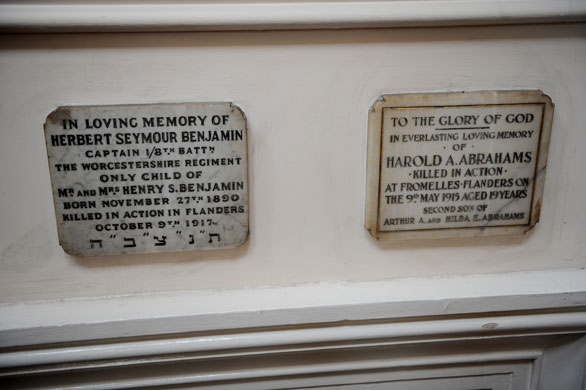 IN LOVING MEMORY OF
HERBERT SEYMOUR BENJAMIN
CAPTAIN 1/8TH BATTN
THE WORCESTERSHIRE REGIMENT
ONLY CHILD OF
MR AND MRS HENRY S. BENJAMIN
BORN NOVEMBER 27TH 1890
KILLED IN ACTION IN FLANDERS
OCTOBER 9TH 1917.
ת״נ״צ״ב״ה
TO THE GLORY OF GOD
IN EVERLASTING LOVING MEMORY
OF
HAROLD A. ABRAHAMS
KILLED IN ACTION
AT FROMELLES·FLANDERS ON
THE 9TH MAY 1915 AGED 19 YEARS
SECOND SON OF
ARTHUR A. AND HILDA E. ABRAHAMS